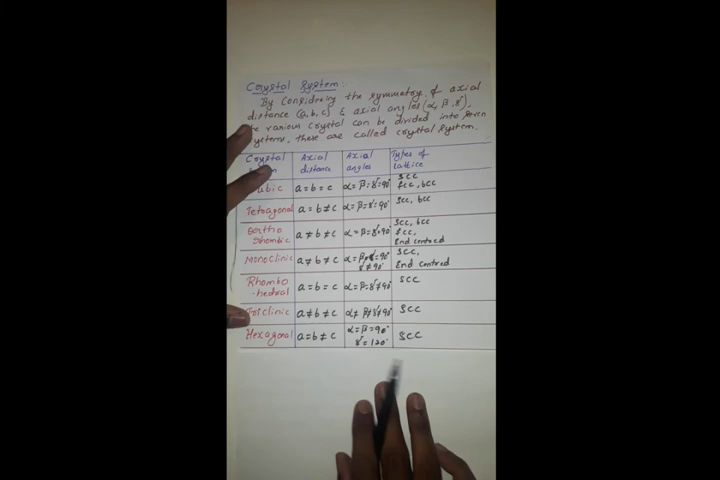 Crystal System:
By Considering the symmetry of axial
distance (a,b,c) & axial angles (α, β, γ),
the various crystal can be divided into seven
systems, these are called crystal system.
Crystal Axial Axial Types of
distance angles lattice
cubic a = b = c α = β = γ = 90° scc
fcc, bcc
Tetragonal a = b ≠ c α = β = γ = 90° scc, bcc
Ortho scc, bcc
rhombic a ≠ b ≠ c α = β = γ = 90° fcc,
End centred
Monoclinic a ≠ b ≠ c α = β = 90° scc,
γ ≠ 90° End centred
Rhombo scc
-hedral a = b = c α = β = γ ≠ 90°
Triclinic a ≠ b ≠ c α ≠ β ≠ γ ≠ 90° scc
Hexagonal a = b ≠ c α = β = 90° scc
γ = 120°